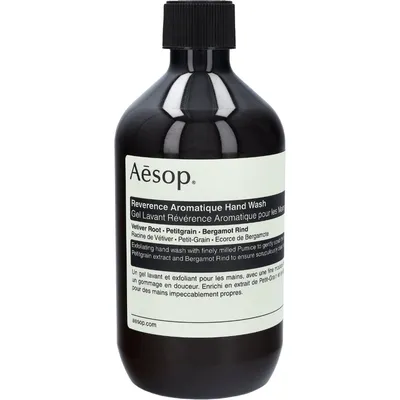 Aēsop®
Reverence Aromatique Hand Wash
Gel Lavant Révérence Aromatique pour les
Vetiver Root • Petitgrain • Bergamot Rind
Racine de Vétiver • Petit-Grain • Ecorce de Bergamote
Exfoliating hand wash with finely milled Pumice to gently
Petitgrain extract and Bergamot Rind to ensure
Un gel lavant et exfoliant pour les mains, avec une fine
un gommage en douceur. Enrichi en extrait de
pour des mains impeccablement propres.
aesop.com